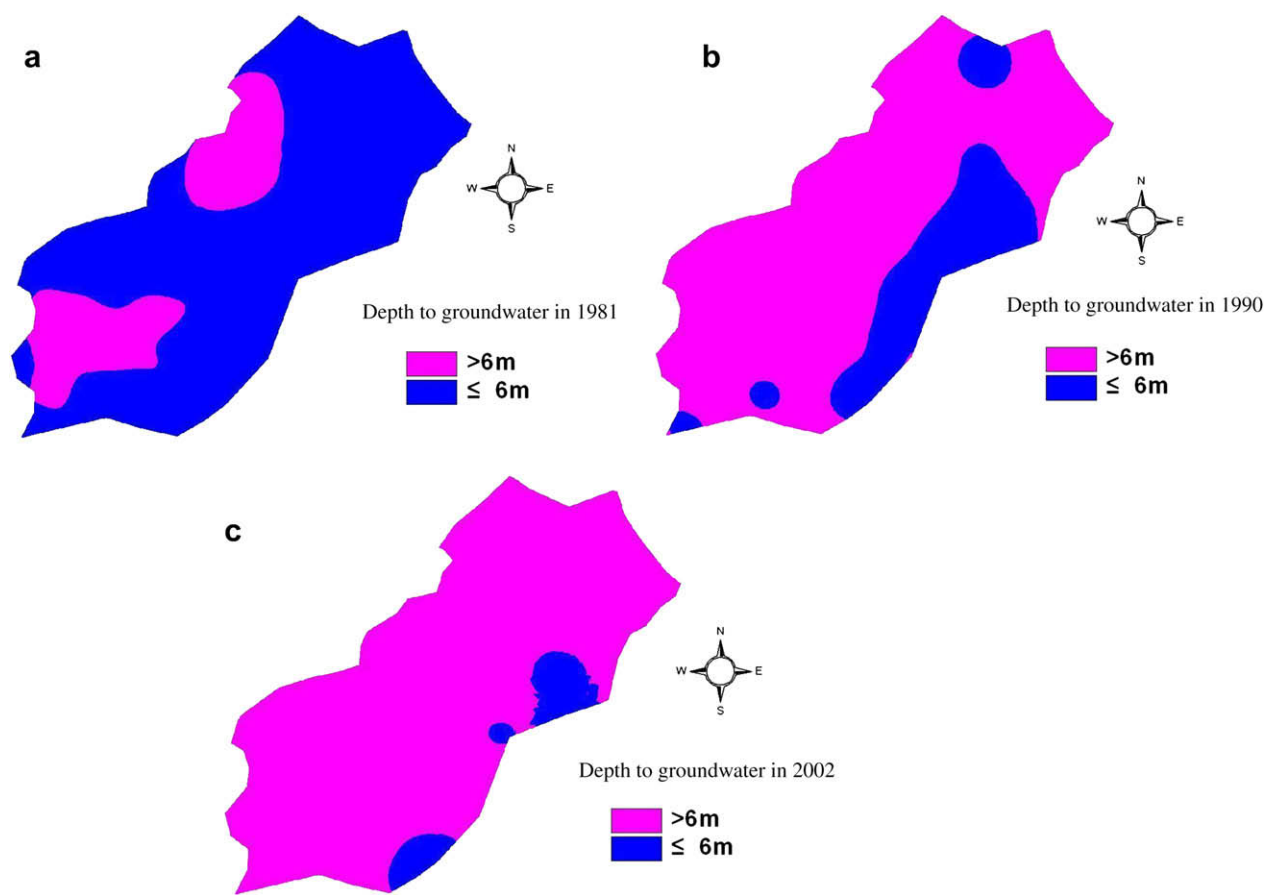 a
N
W E
S
Depth to groundwater in 1981
>6m
≤ 6m
b
N
W E
S
Depth to groundwater in 1990
>6m
≤ 6m
c
N
W E
S
Depth to groundwater in 2002
>6m
≤ 6m